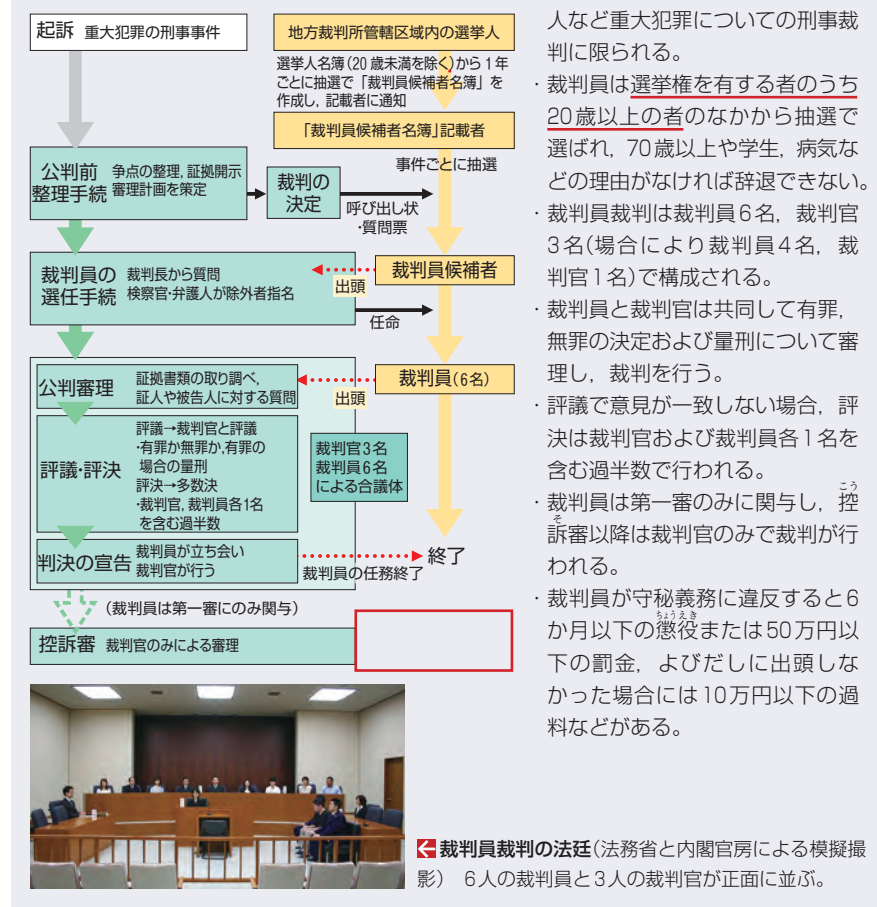 起訴 重大犯罪の刑事事件
地方裁判所管轄区域内の選挙人
選挙人名簿(20歳未満を除く)から1年
ごとに抽選で「裁判員候補者名簿」を
作成し,記載者に通知
「裁判員候補者名簿」記載者
事件ごとに抽選
公判前
整理手続
争点の整理,証拠開示
審理計画を策定
裁判の
決定
呼び出し状
・質問票
裁判員の
選任手続
裁判長から質問
検察官・弁護人が除外者指名
出頭
裁判員候補者
任命
公判審理
証拠書類の取り調べ,
証人や被告人に対する質問
出頭
裁判員(6名)
評議・評決
評議→裁判官と評議
・有罪か無罪か,有罪の
場合の量刑
評決→多数決
・裁判官,裁判員各1名
を含む過半数
裁判官3名
裁判員6名
による合議体
判決の宣告
裁判員が立ち会い
裁判官が行う
裁判員の任務終了
終了
(裁判員は第一審にのみ関与)
控訴審 裁判官のみによる審理
人など重大犯罪についての刑事裁
判に限られる。
・裁判員は選挙権を有する者のうち
20歳以上の者のなかから抽選で
選ばれ,70歳以上や学生,病気な
どの理由がなければ辞退できない。
・裁判員裁判は裁判員6名,裁判官
3名(場合により裁判員4名,裁
判官1名)で構成される。
・裁判員と裁判官は共同して有罪,
無罪の決定および量刑について審
理し,裁判を行う。
・評議で意見が一致しない場合,評
決は裁判官および裁判員各1名を
含む過半数で行われる。
・裁判員は第一審のみに関与し,控
こう
訴審以降は裁判官のみで裁判が行
そ
われる。
・裁判員が守秘義務に違反すると6
か月以下の懲役または50万円以
ちょうえき
下の罰金,よびだしに出頭しな
かった場合には10万円以下の過
料などがある。
裁判員裁判の法廷(法務省と内閣官房による模擬撮
影) 6人の裁判員と3人の裁判官が正面に並ぶ。